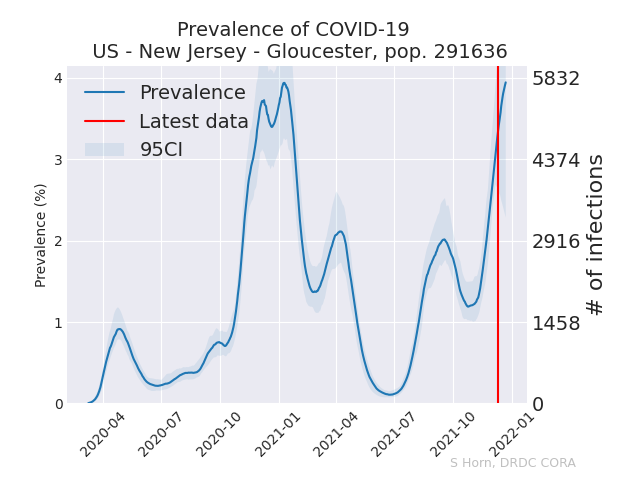 Prevalence of COVID-19
US - New Jersey - Gloucester, pop. 291636
Prevalence
Latest data
95CI
Prevalence (%)
4
3
2
1
0
5832
4374
2916
1458
0
# of infections
2020-04
2020-07
2020-10
2021-01
2021-04
2021-07
2021-10
2022-01
S Horn, DRDC CORA